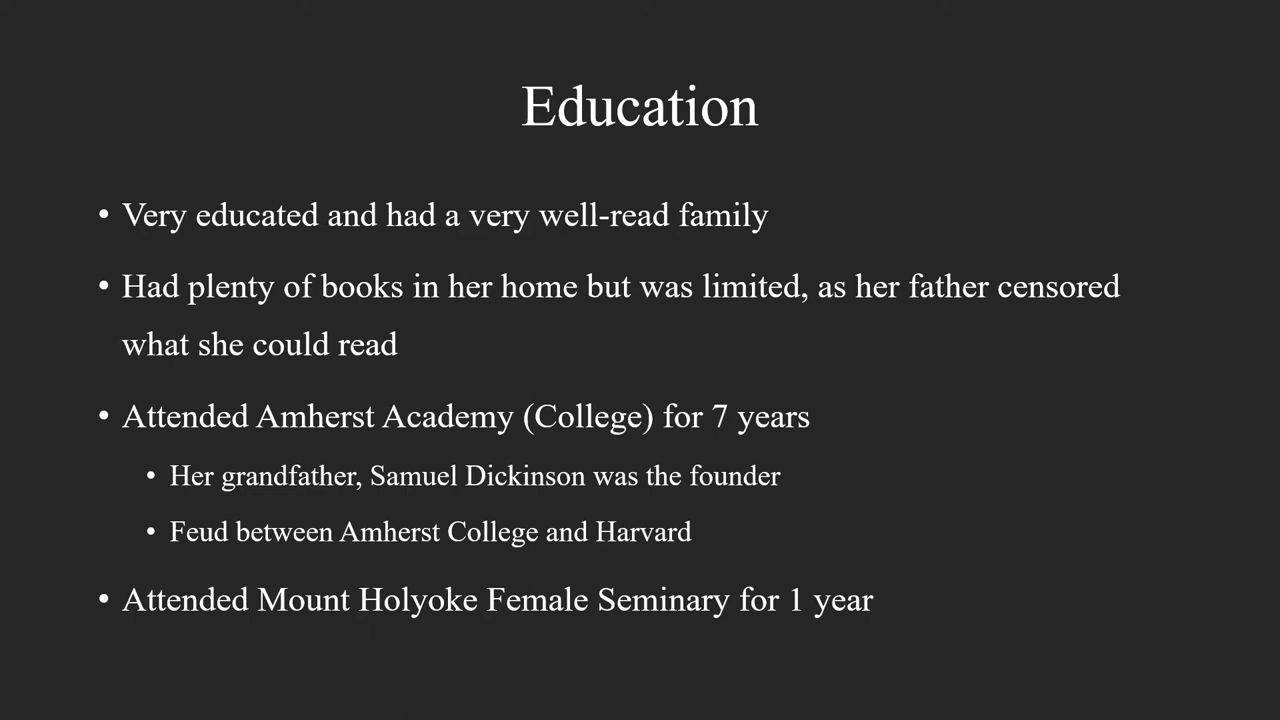 Education
• Very educated and had a very well-read family
• Had plenty of books in her home but was limited, as her father censored
what she could read
• Attended Amherst Academy (College) for 7 years
• Her grandfather, Samuel Dickinson was the founder
• Feud between Amherst College and Harvard
• Attended Mount Holyoke Female Seminary for 1 year